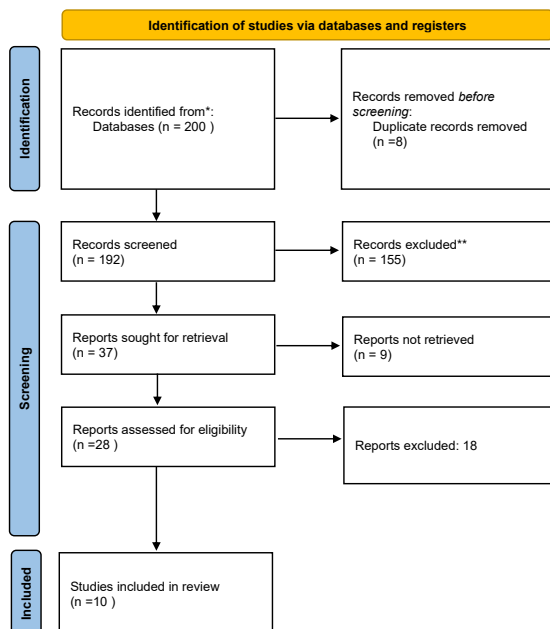 Identification of studies via databases and registers
Identification
Records identified from*:
Databases (n = 200 )
Records removed before
screening:
Duplicate records removed
(n =8)
Screening
Records screened
(n = 192)
Records excluded**
(n = 155)
Reports sought for retrieval
(n = 37)
Reports not retrieved
(n = 9)
Reports assessed for eligibility
(n =28 )
Reports excluded: 18
Included
Studies included in review
(n =10 )